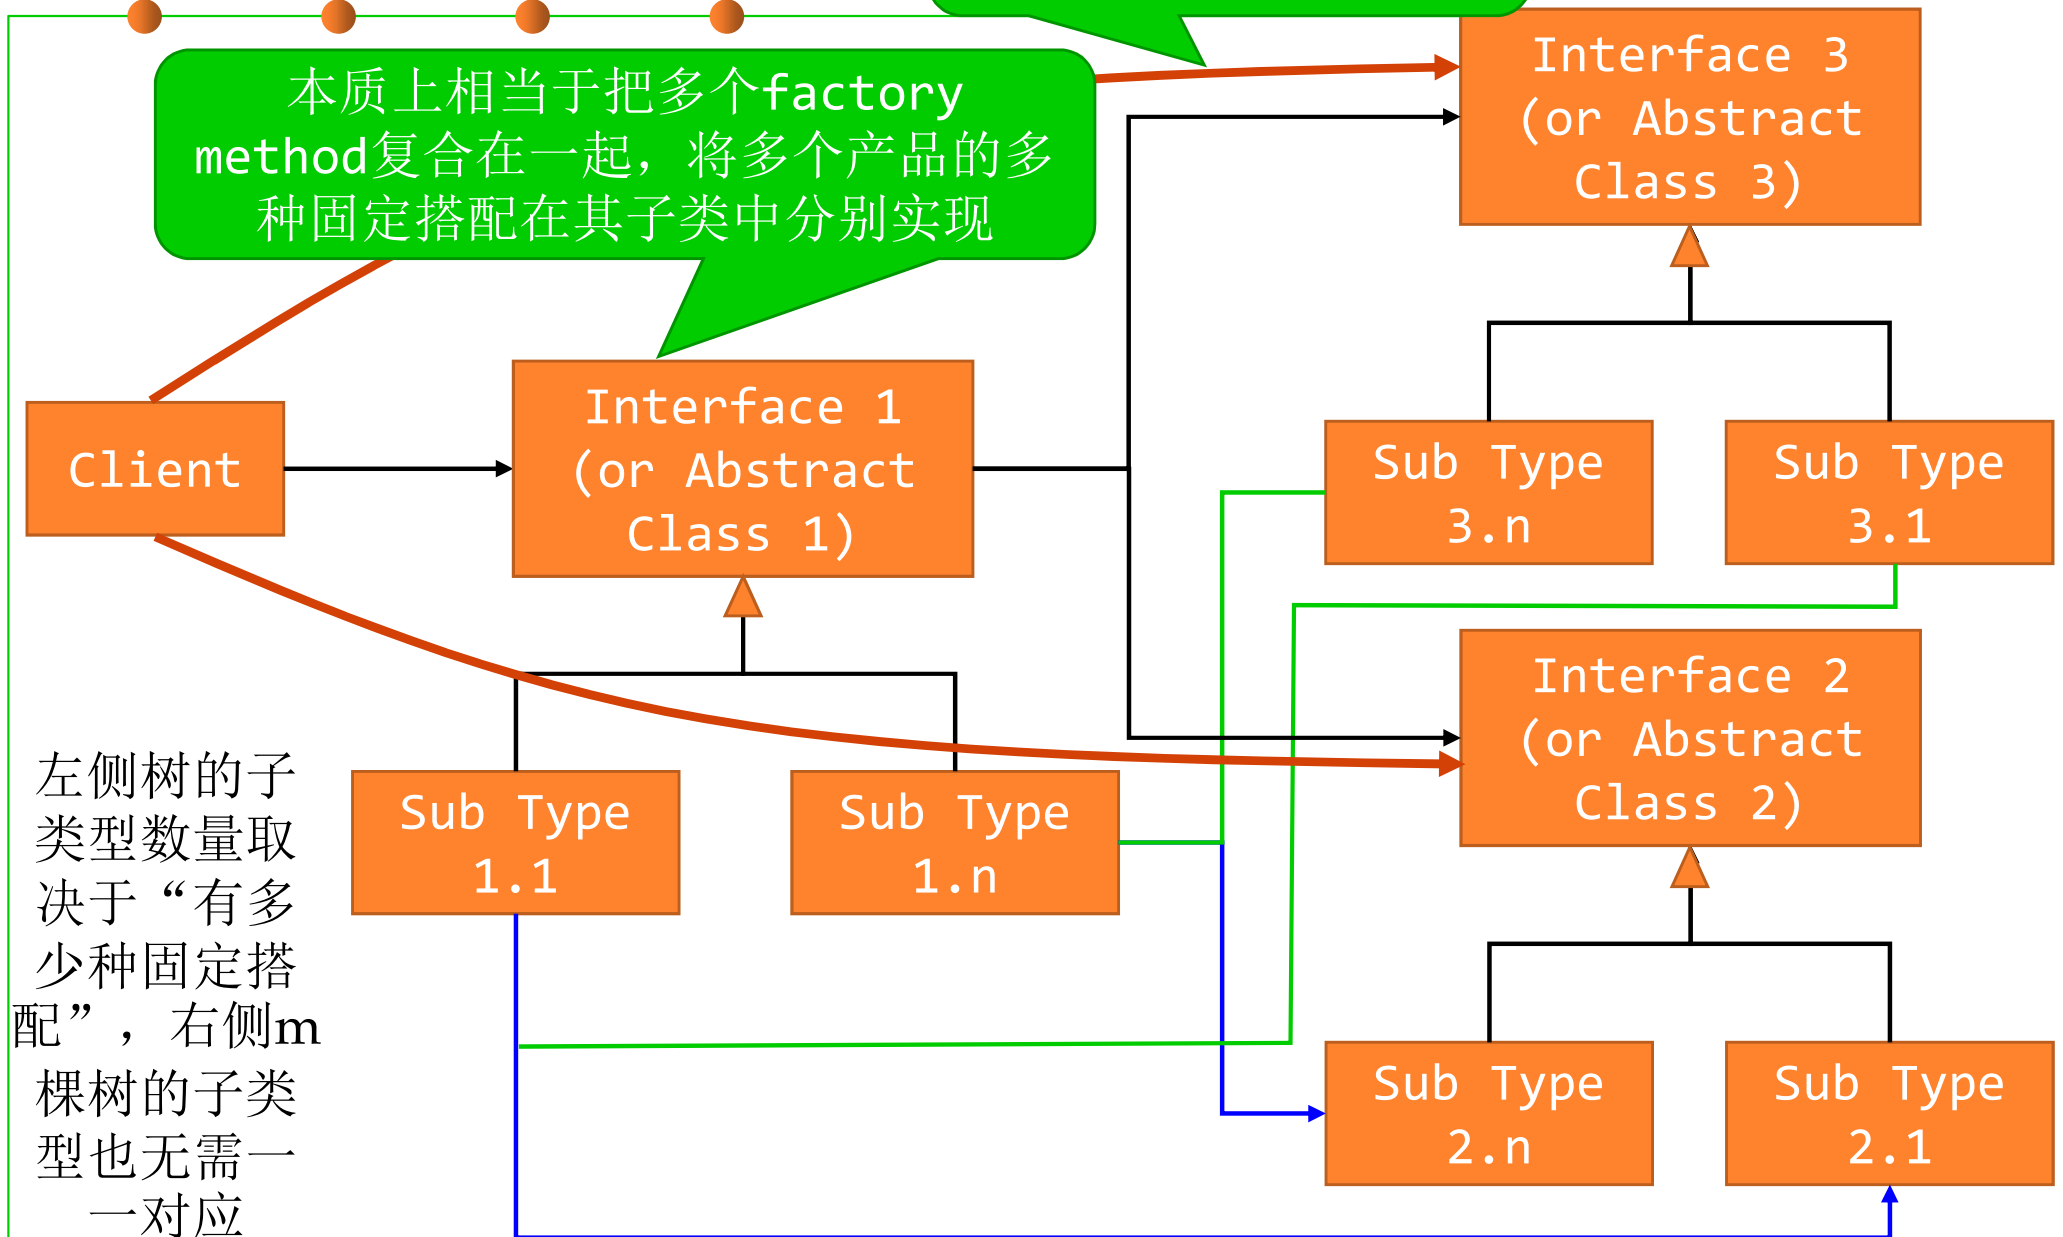 本质上相当于把多个factory
method复合在一起，将多个产品的多
种固定搭配在其子类中分别实现
Interface 3
(or Abstract
Class 3)
Client
Interface 1
(or Abstract
Class 1)
Sub Type
3.n
Sub Type
3.1
Interface 2
(or Abstract
Class 2)
左侧树的子
类型数量取
决于“有多
少种固定搭
配”，右侧m
棵树的子类
型也无需一
一对应
Sub Type
1.1
Sub Type
1.n
Sub Type
2.n
Sub Type
2.1